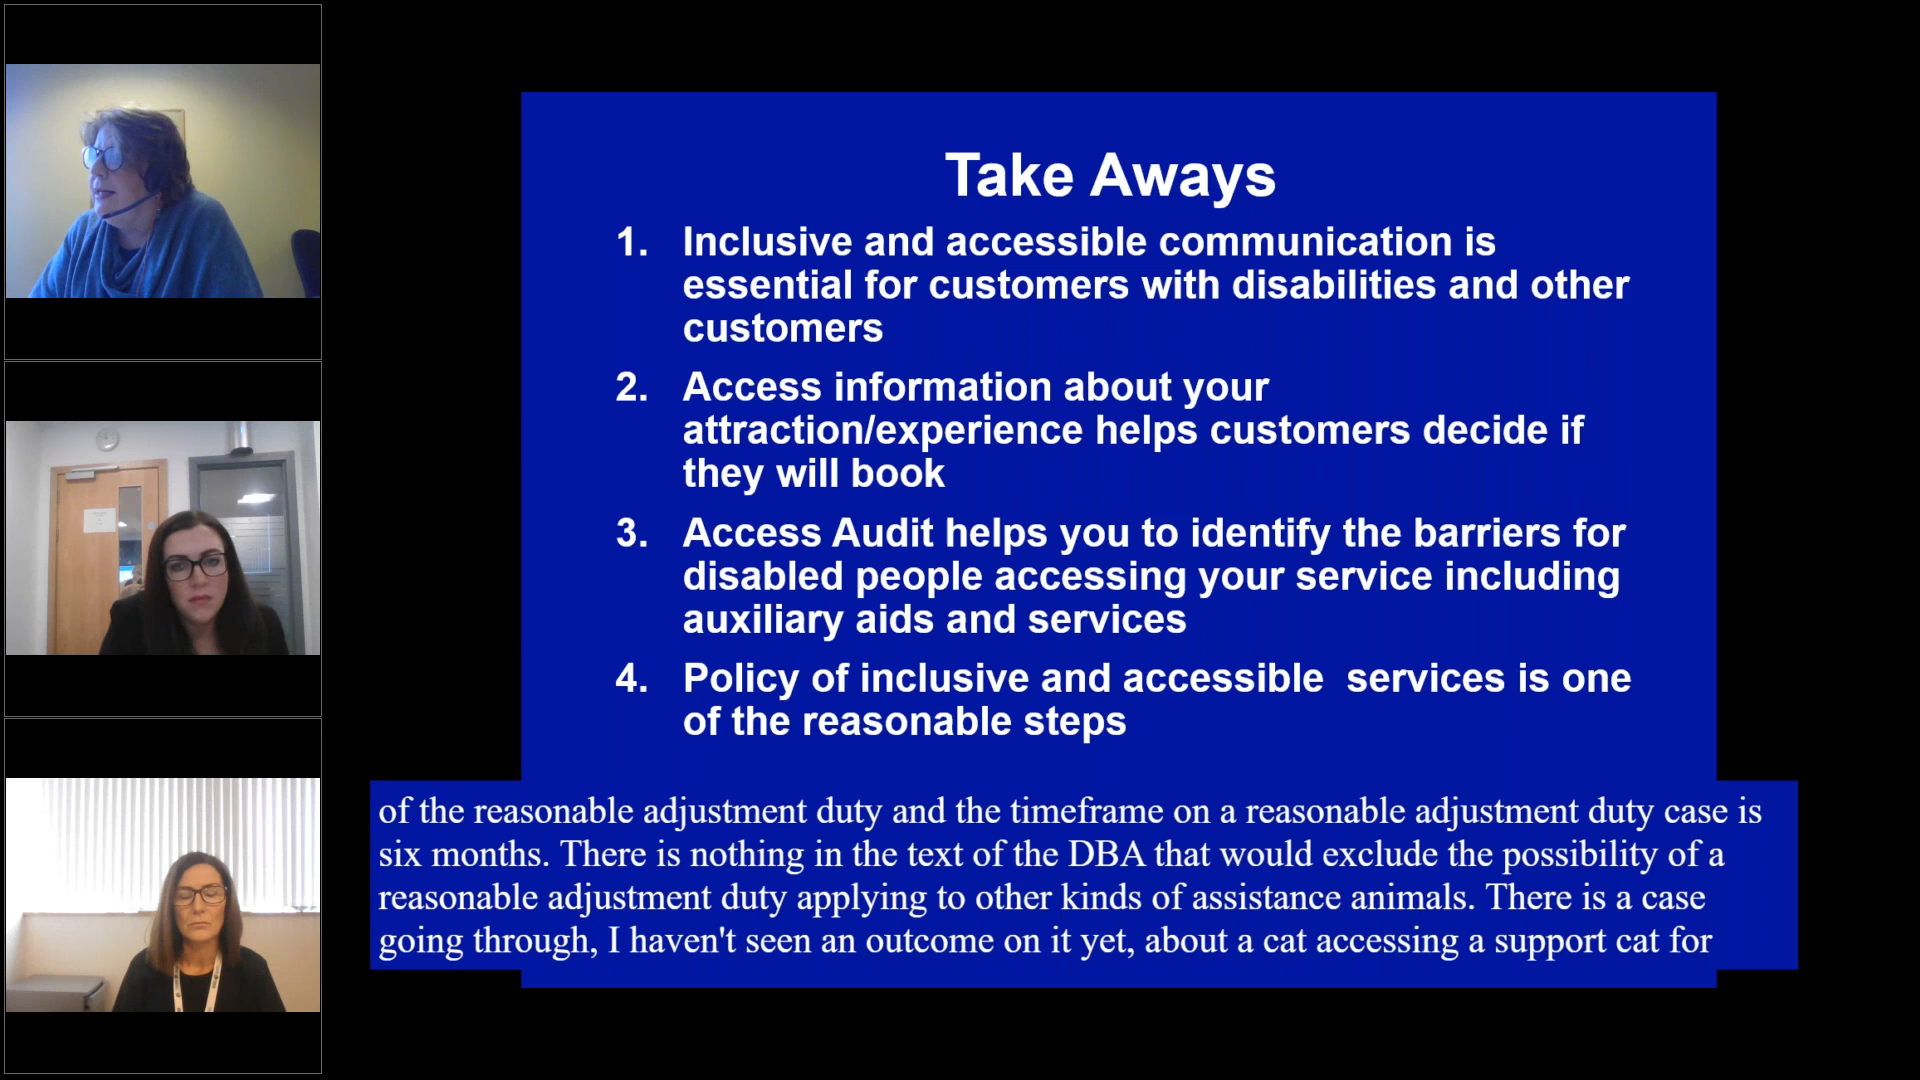 Take Aways
1. Inclusive and accessible communication is
essential for customers with disabilities and other
customers
2. Access information about your
attraction/experience helps customers decide if
they will book
3. Access Audit helps you to identify the barriers for
disabled people accessing your service including
auxiliary aids and services
4. Policy of inclusive and accessible  services is one
of the reasonable steps
of the reasonable adjustment duty and the timeframe on a reasonable adjustment duty case is
six months. There is nothing in the text of the DBA that would exclude the possibility of a
reasonable adjustment duty applying to other kinds of assistance animals. There is a case
going through, I haven't seen an outcome on it yet, about a cat accessing a support cat for